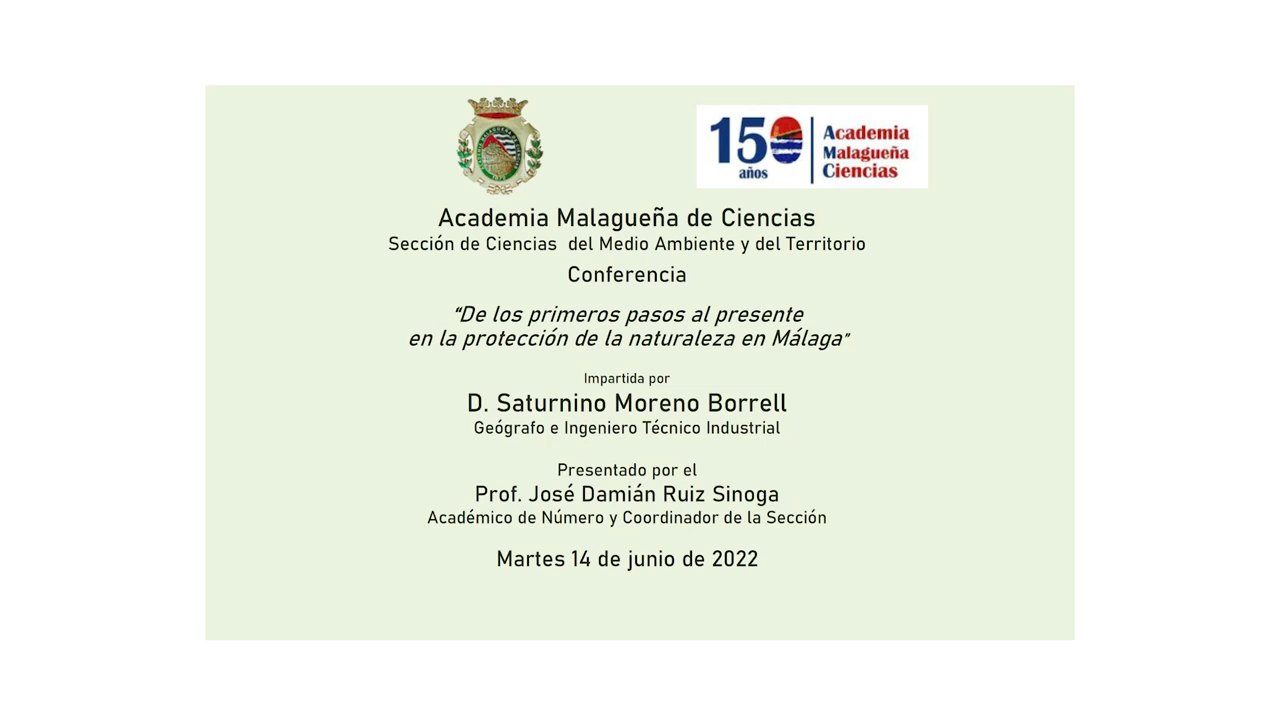 150
años
Academia
Malagueña
Ciencias
Academia Malagueña de Ciencias
Sección de Ciencias del Medio Ambiente y del Territorio
Conferencia
“De los primeros pasos al presente
en la protección de la naturaleza en Málaga”
Impartida por
D. Saturnino Moreno Borrell
Geógrafo e Ingeniero Técnico Industrial
Presentado por el
Prof. José Damián Ruiz Sinoga
Académico de Número y Coordinador de la Sección
Martes 14 de junio de 2022